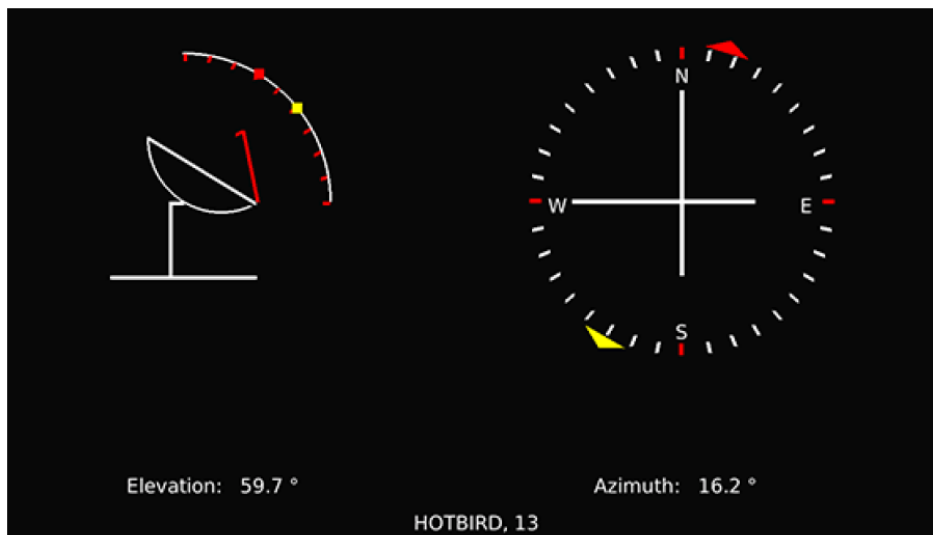 N
W
E
S
Elevation: 59.7 °
Azimuth: 16.2 °
HOTBIRD, 13